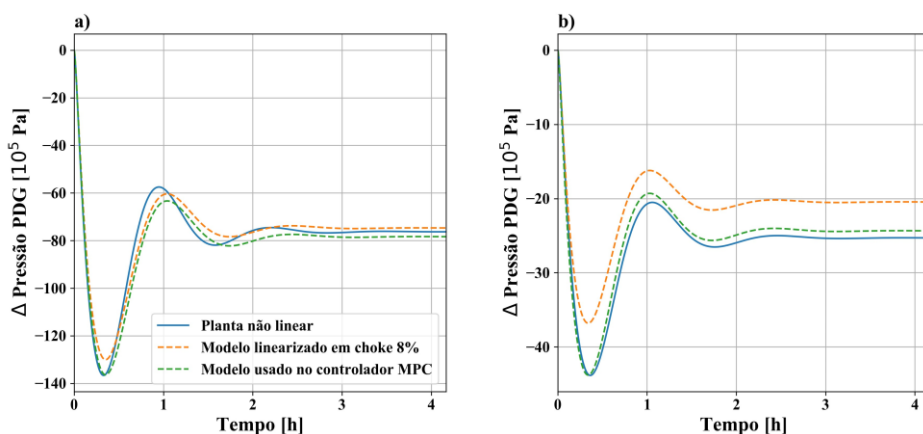 a)
Δ Pressão PDG [10⁵ Pa]
0
−20
−40
−60
−80
−100
−120
−140
Planta não linear
Modelo linearizado em choke 8%
Modelo usado no controlador MPC
0 1 2 3 4
Tempo [h]
b)
Δ Pressão PDG [10⁵ Pa]
0
−10
−20
−30
−40
0 1 2 3 4
Tempo [h]